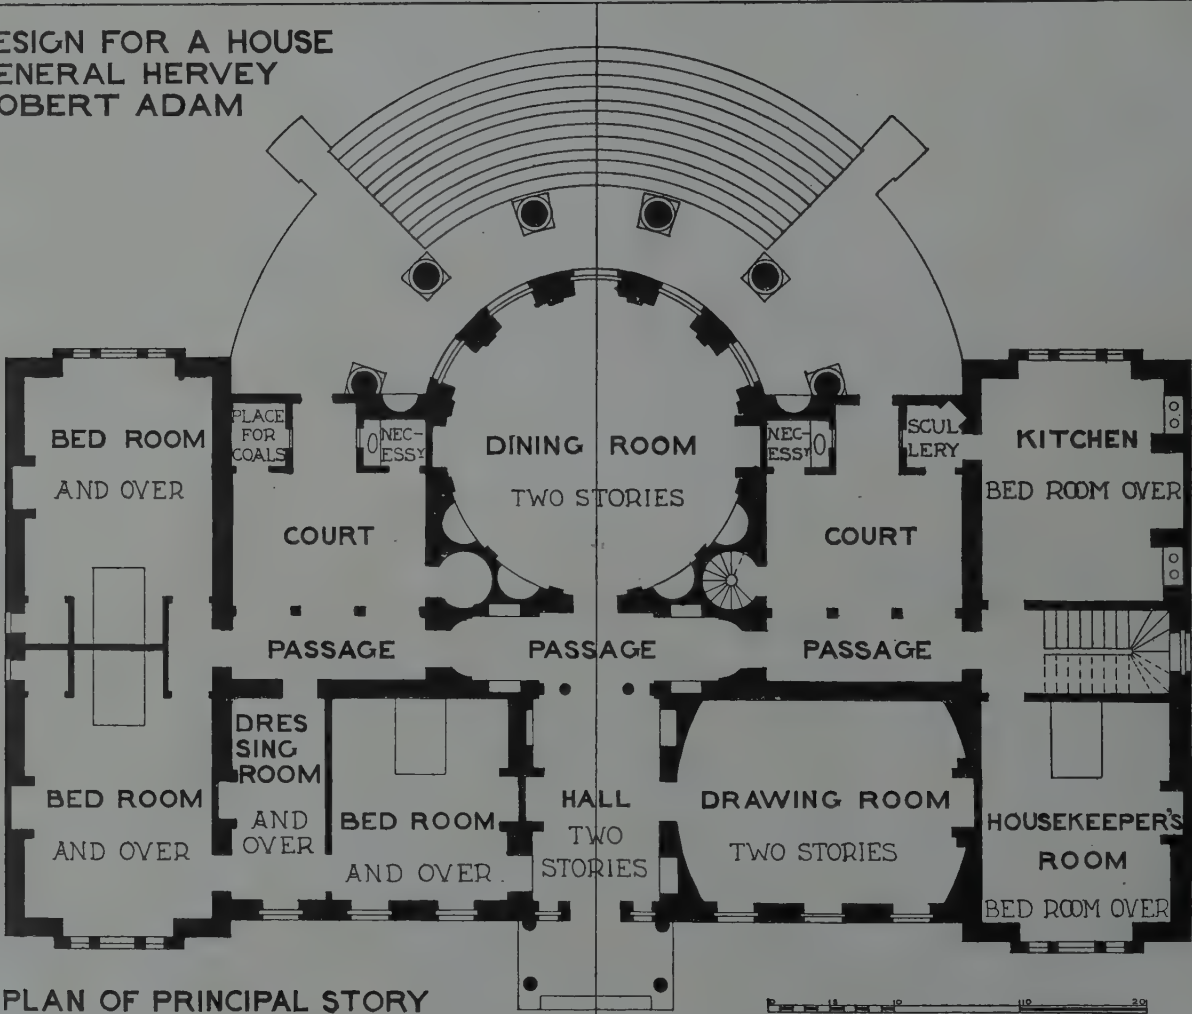 ESIGN FOR A HOUSE
ENERAL HERVEY
OBERT ADAM
BED ROOM
AND OVER
PLACE
FOR
COALS
NEC-
ESSY
DINING ROOM
TWO STORIES
NEC-
ESSY
SCUL
LERY
KITCHEN
BED ROOM OVER
COURT
COURT
PASSAGE
PASSAGE
PASSAGE
BED ROOM
AND OVER
DRES
SING
ROOM
AND
OVER
BED ROOM
AND OVER.
HALL
TWO
STORIES
DRAWING ROOM
TWO STORIES
HOUSEKEEPER'S
ROOM
BED ROOM OVER
PLAN OF PRINCIPAL STORY
10
20